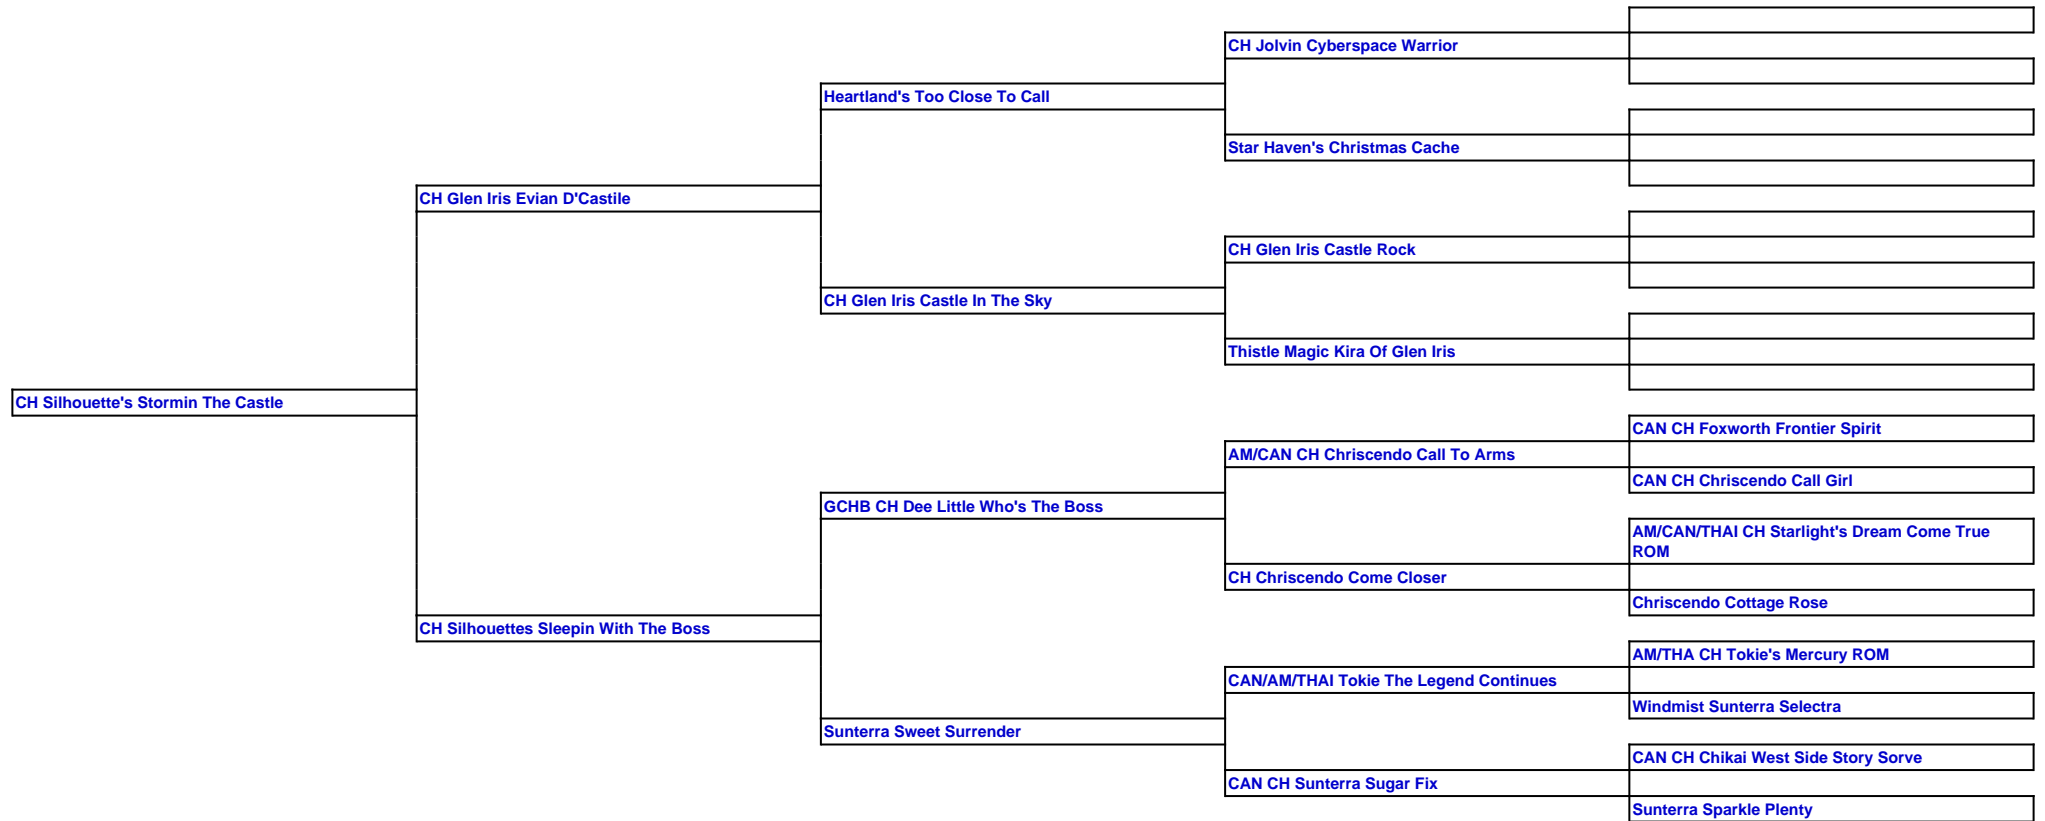 CH Jolvin Cyberspace Warrior
Heartland's Too Close To Call
Star Haven's Christmas Cache
CH Glen Iris Evian D'Castile
CH Glen Iris Castle Rock
CH Glen Iris Castle In The Sky
Thistle Magic Kira Of Glen Iris
CH Silhouette's Stormin The Castle
CAN CH Foxworth Frontier Spirit
AM/CAN CH Chriscendo Call To Arms
CAN CH Chriscendo Call Girl
GCHB CH Dee Little Who's The Boss
AM/CAN/THAI CH Starlight's Dream Come True
ROM
CH Chriscendo Come Closer
Chriscendo Cottage Rose
CH Silhouettes Sleepin With The Boss
AM/THA CH Tokie's Mercury ROM
CAN/AM/THAI Tokie The Legend Continues
Windmist Sunterra Selectra
Sunterra Sweet Surrender
CAN CH Chikai West Side Story Sorve
CAN CH Sunterra Sugar Fix
Sunterra Sparkle Plenty